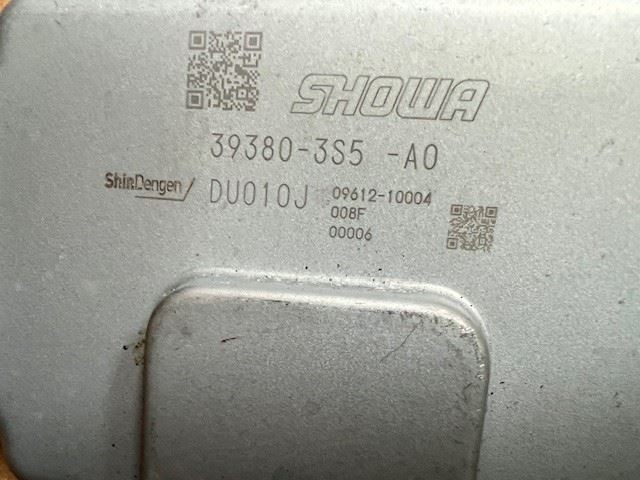 SHOWA
39380-3S5 -A0
ShinDengen
DU010J
09612-10004
008F
00006